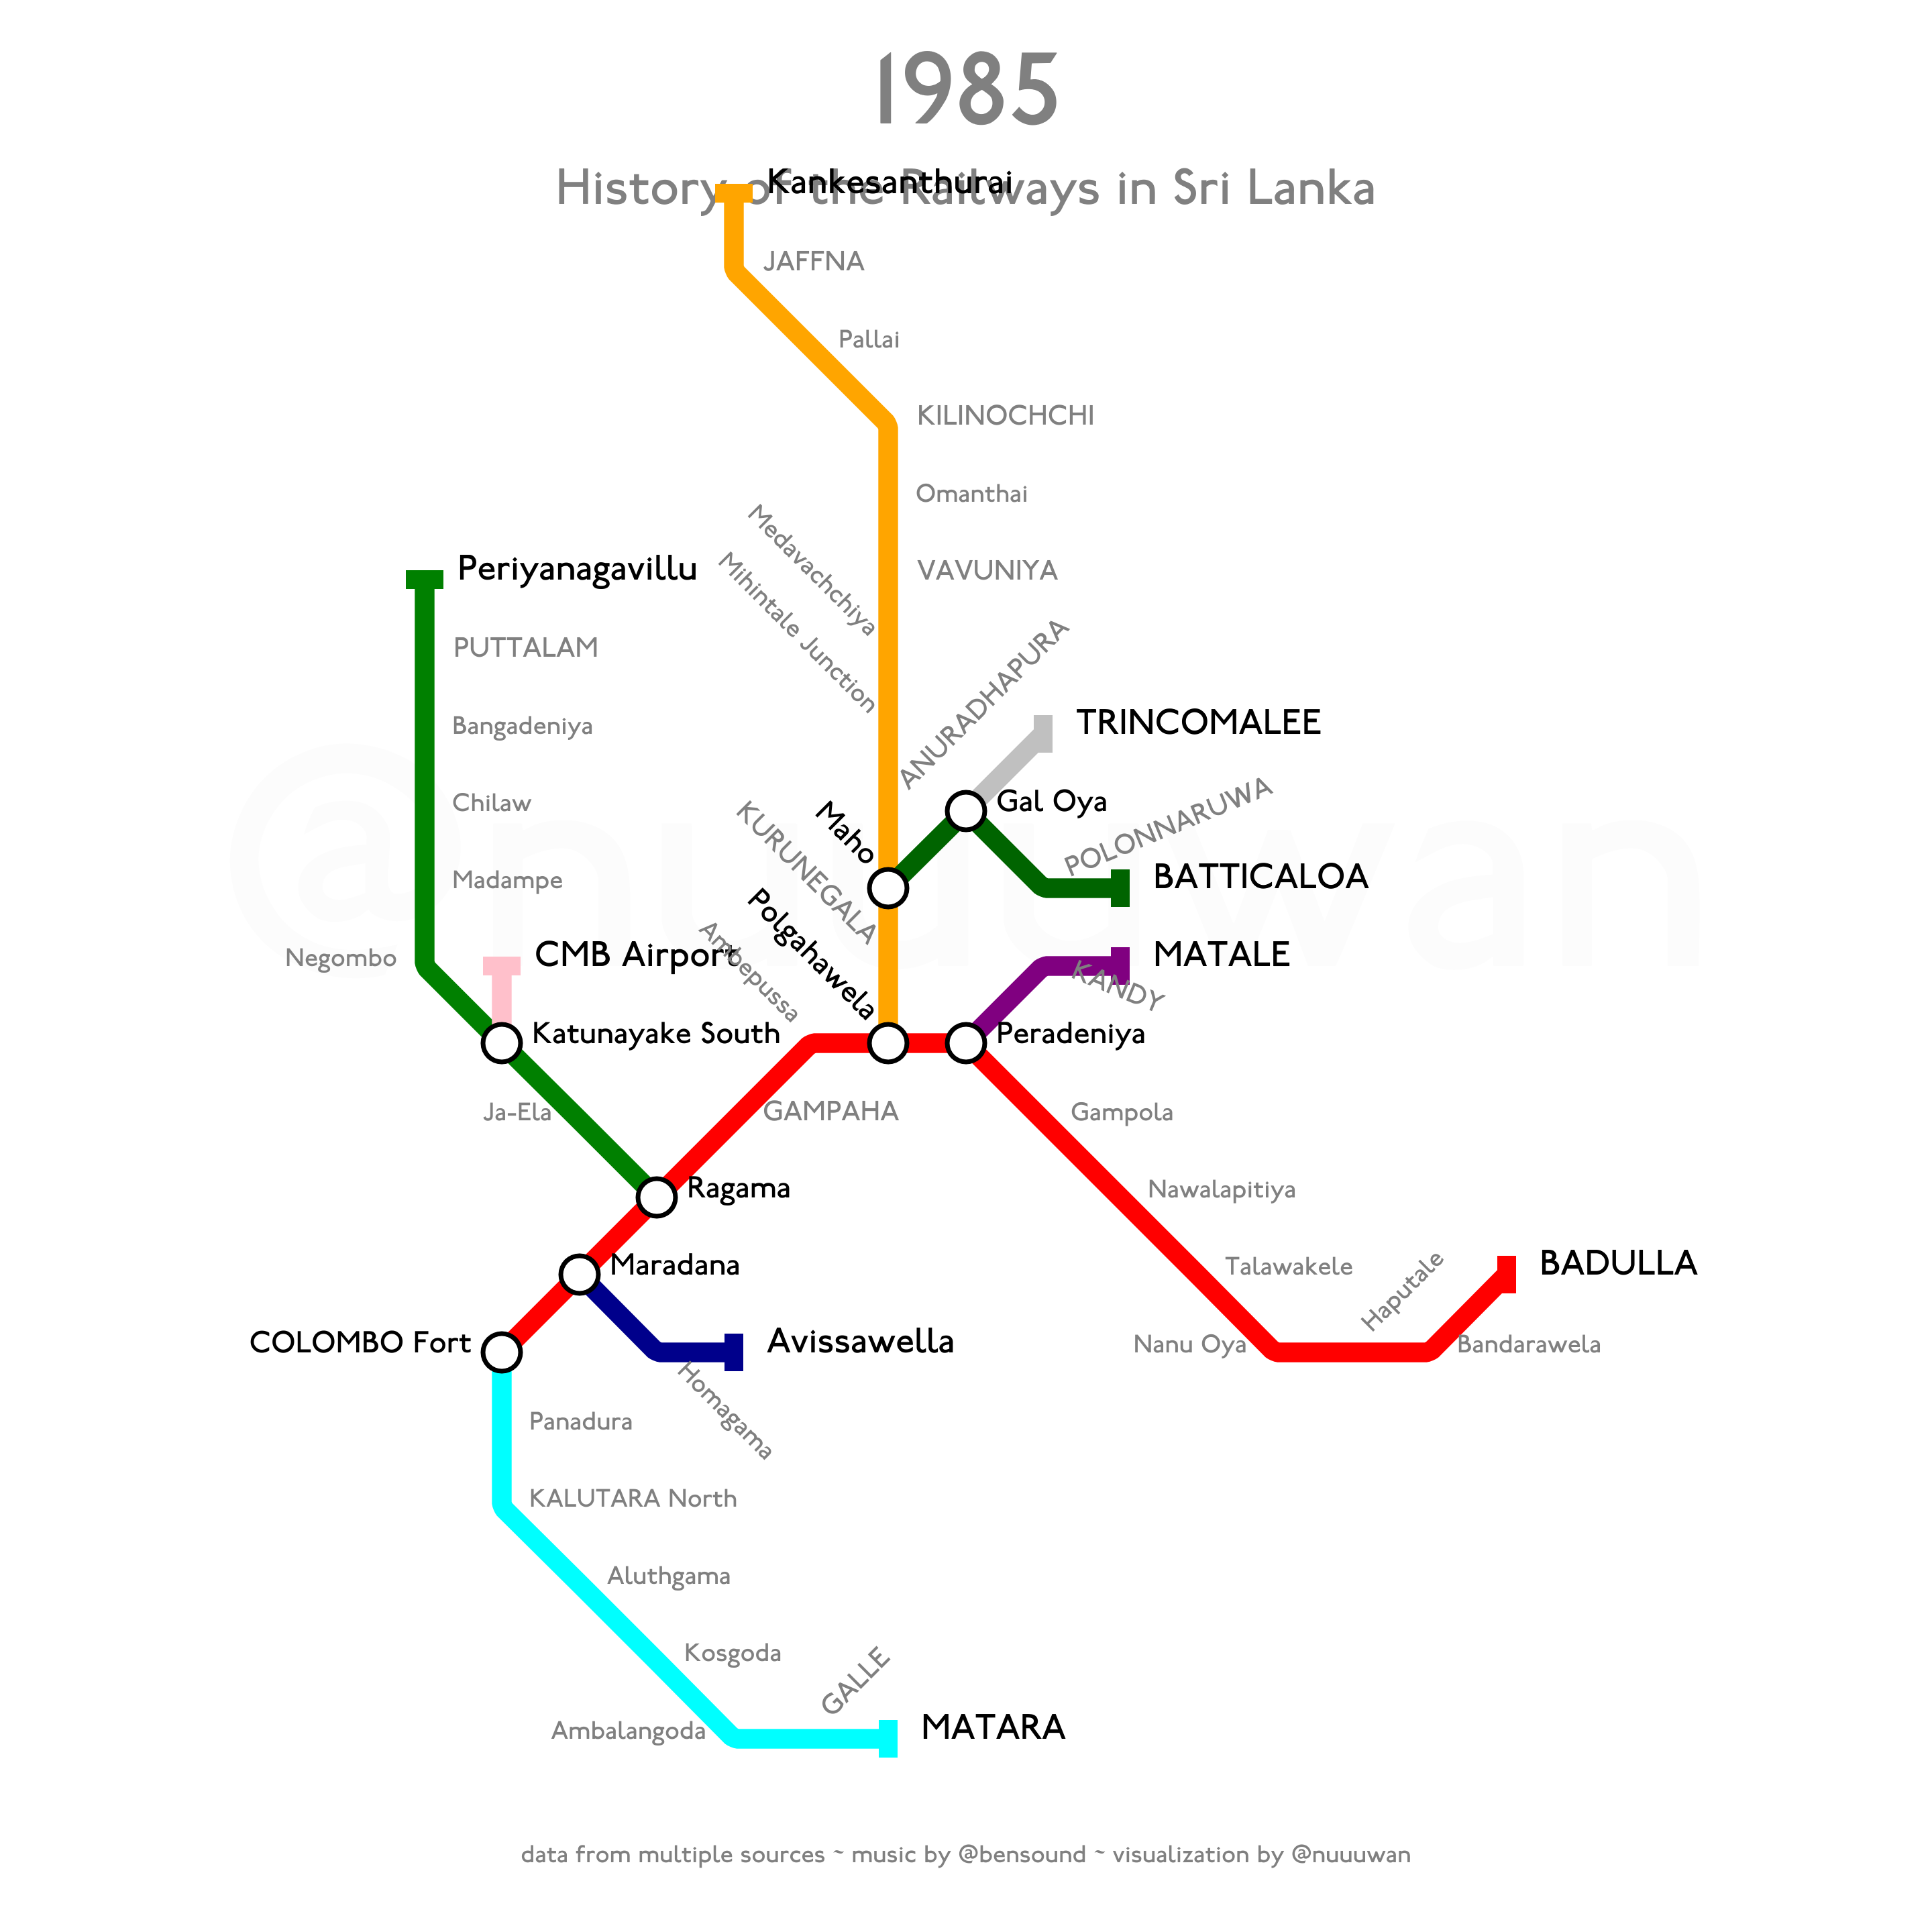 1985
History of the Railways in Sri Lanka
Kankesanthurai
JAFFNA
Pallai
KILINOCHCHI
Omanthai
Medavachchiya
VAVUNIYA
Mihintale Junction
Periyanagavillu
PUTTALAM
ANURADHAPURA
TRINCOMALEE
Bangadeniya
Chilaw
Maho
Gal Oya
POLONNARUWA
KURUNEGALA
BATTICALOA
Madampe
@nuuuwan
Polgahawela
Negombo
CMB Airport
Ambepussa
MATALE
KANDY
Katunayake South
Peradeniya
Ja-Ela
GAMPAHA
Gampola
Ragama
Nawalapitiya
Maradana
Talawakele
Haputale
BADULLA
COLOMBO Fort
Avissawella
Nanu Oya
Bandarawela
Homagama
Panadura
KALUTARA North
Aluthgama
Kosgoda
GALLE
Ambalangoda
MATARA
data from multiple sources ~ music by @bensound ~ visualization by @nuuuwan